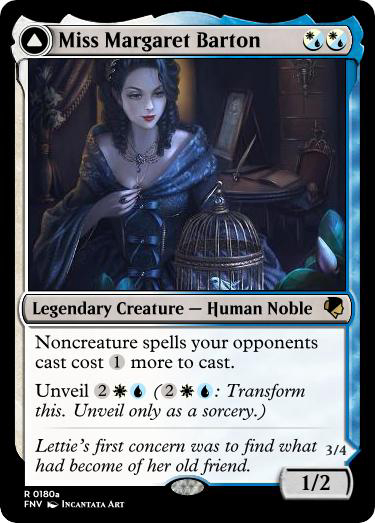 Miss Margaret Barton
Legendary Creature — Human Noble
Noncreature spells your opponents
cast cost 1 more to cast.
Unveil 2 (2 : Transform
this. Unveil only as a sorcery.)
Lettie's first concern was to find what
had become of her old friend.
3/4
1/2
R 0180a
FNV Incantata Art